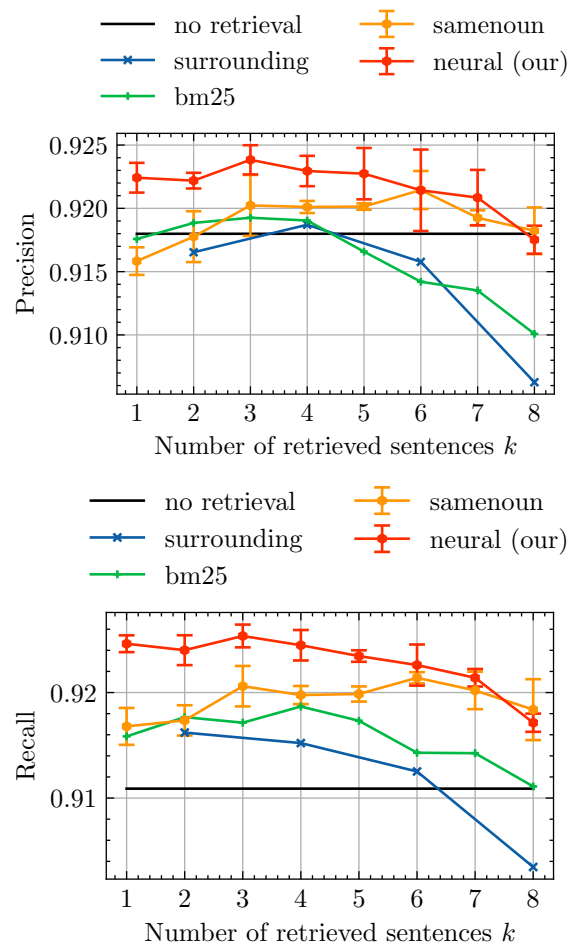 no retrieval
surrounding
bm25
samenoun
neural (our)
0.925
0.920
0.915
0.910
Precision
1 2 3 4 5 6 7 8
Number of retrieved sentences k
no retrieval
surrounding
bm25
samenoun
neural (our)
0.92
0.91
Recall
1 2 3 4 5 6 7 8
Number of retrieved sentences k